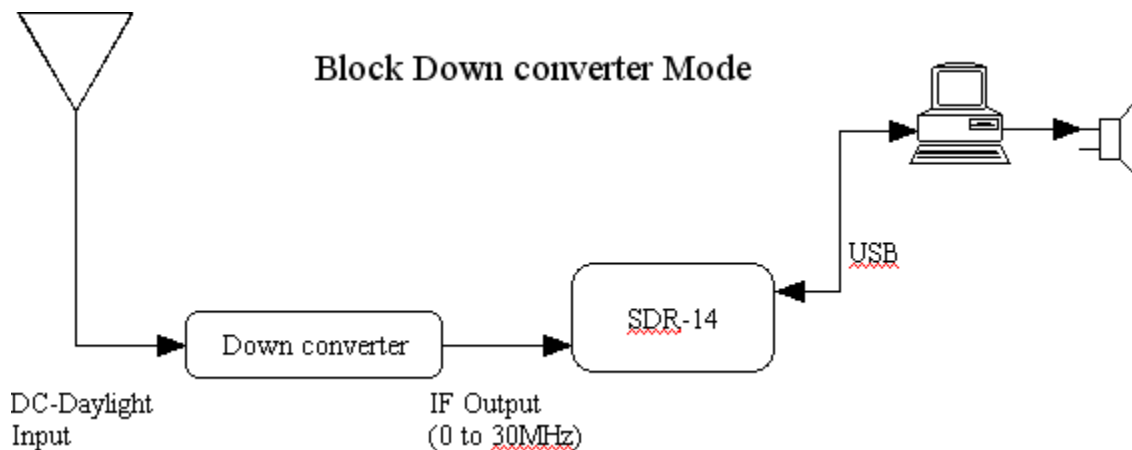 Block Down converter Mode
USB
SDR-14
Down converter
DC-Daylight
Input
IF Output
(0 to 30MHz)